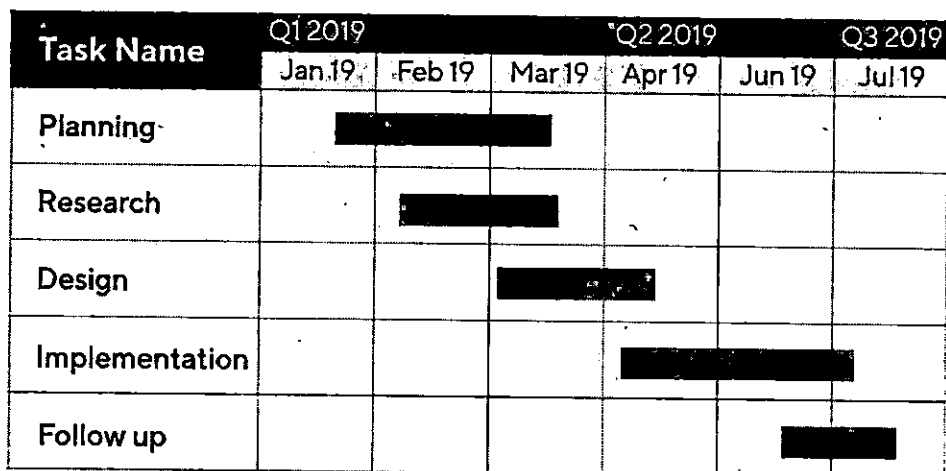 Task Name
Q1 2019 Q2 2019 Q3 2019
Jan 19 Feb 19 Mar 19 Apr 19 Jun 19 Jul 19
Planning
Research
Design
Implementation
Follow up